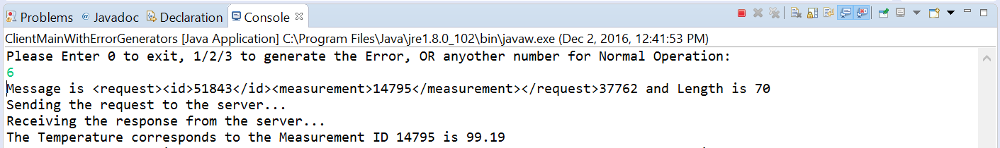 Problems @ Javadoc Declaration Console
ClientMainWithErrorGenerators [Java Application] C:\Program Files\Java\jre1.8.0_102\bin\javaw.exe (Dec 2, 2016, 12:41:53 PM)
Please Enter 0 to exit, 1/2/3 to generate the Error, OR anyother number for Normal Operation:
6
Message is <request><id>51843</id><measurement>14795</measurement></request>37762 and Length is 70
Sending the request to the server...
Receiving the response from the server...
The Temperature corresponds to the Measurement ID 14795 is 99.19